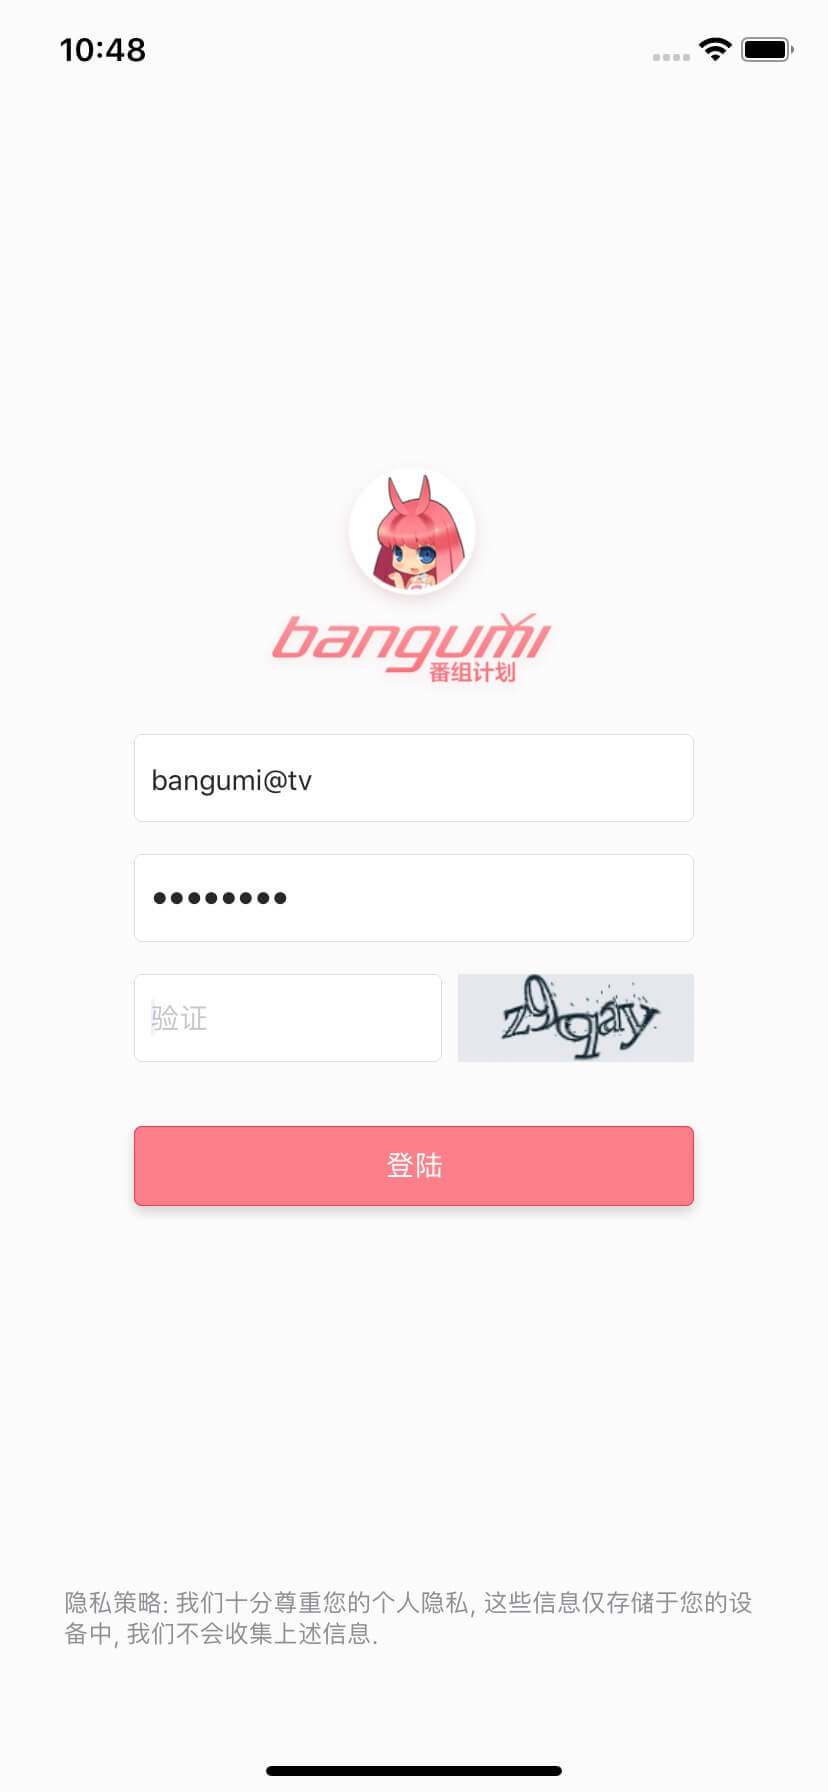 10:48
bangumi
番组计划
bangumi@tv
••••••••
验证
z9qay
登陆
隐私策略: 我们十分尊重您的个人隐私, 这些信息仅存储于您的设
备中, 我们不会收集上述信息.